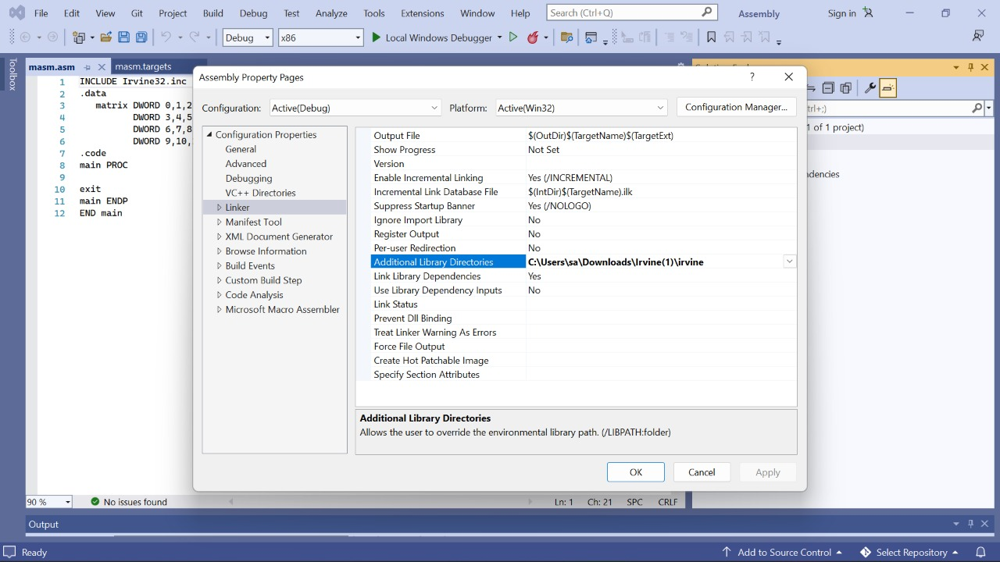 File Edit View Git Project Build Debug Test Analyze Tools Extensions Window Help Search (Ctrl+Q) Assembly Sign in
Debug x86 Local Windows Debugger
Toolbox
masm.asm masm.targets
1 INCLUDE Irvine32.inc
2 .data
3 matrix DWORD 0,1,2
4 DWORD 3,4,5
5 DWORD 6,7,8
6 DWORD 9,10,
7 .code
8 main PROC
9
10 exit
11 main ENDP
12 END main
Assembly Property Pages ?
Configuration: Active(Debug) Platform: Active(Win32) Configuration Manager...
Configuration Properties
General
Advanced
Debugging
VC++ Directories
Linker
Manifest Tool
XML Document Generator
Browse Information
Build Events
Custom Build Step
Code Analysis
Microsoft Macro Assembler
Output File $(OutDir)$(TargetName)$(TargetExt)
Show Progress Not Set
Version
Enable Incremental Linking Yes (/INCREMENTAL)
Incremental Link Database File $(IntDir)$(TargetName).ilk
Suppress Startup Banner Yes (/NOLOGO)
Ignore Import Library No
Register Output No
Per-user Redirection No
Additional Library Directories C:\Users\sa\Downloads\Irvine(1)\irvine
Link Library Dependencies Yes
Use Library Dependency Inputs No
Link Status
Prevent Dll Binding
Treat Linker Warning As Errors
Force File Output
Create Hot Patchable Image
Specify Section Attributes
Additional Library Directories
Allows the user to override the environmental library path. (/LIBPATH:folder)
OK Cancel Apply
trl+;)
1 of 1 project)
ndencies
90 % No issues found Ln: 1 Ch: 21 SPC CRLF
Output
Ready Add to Source Control Select Repository